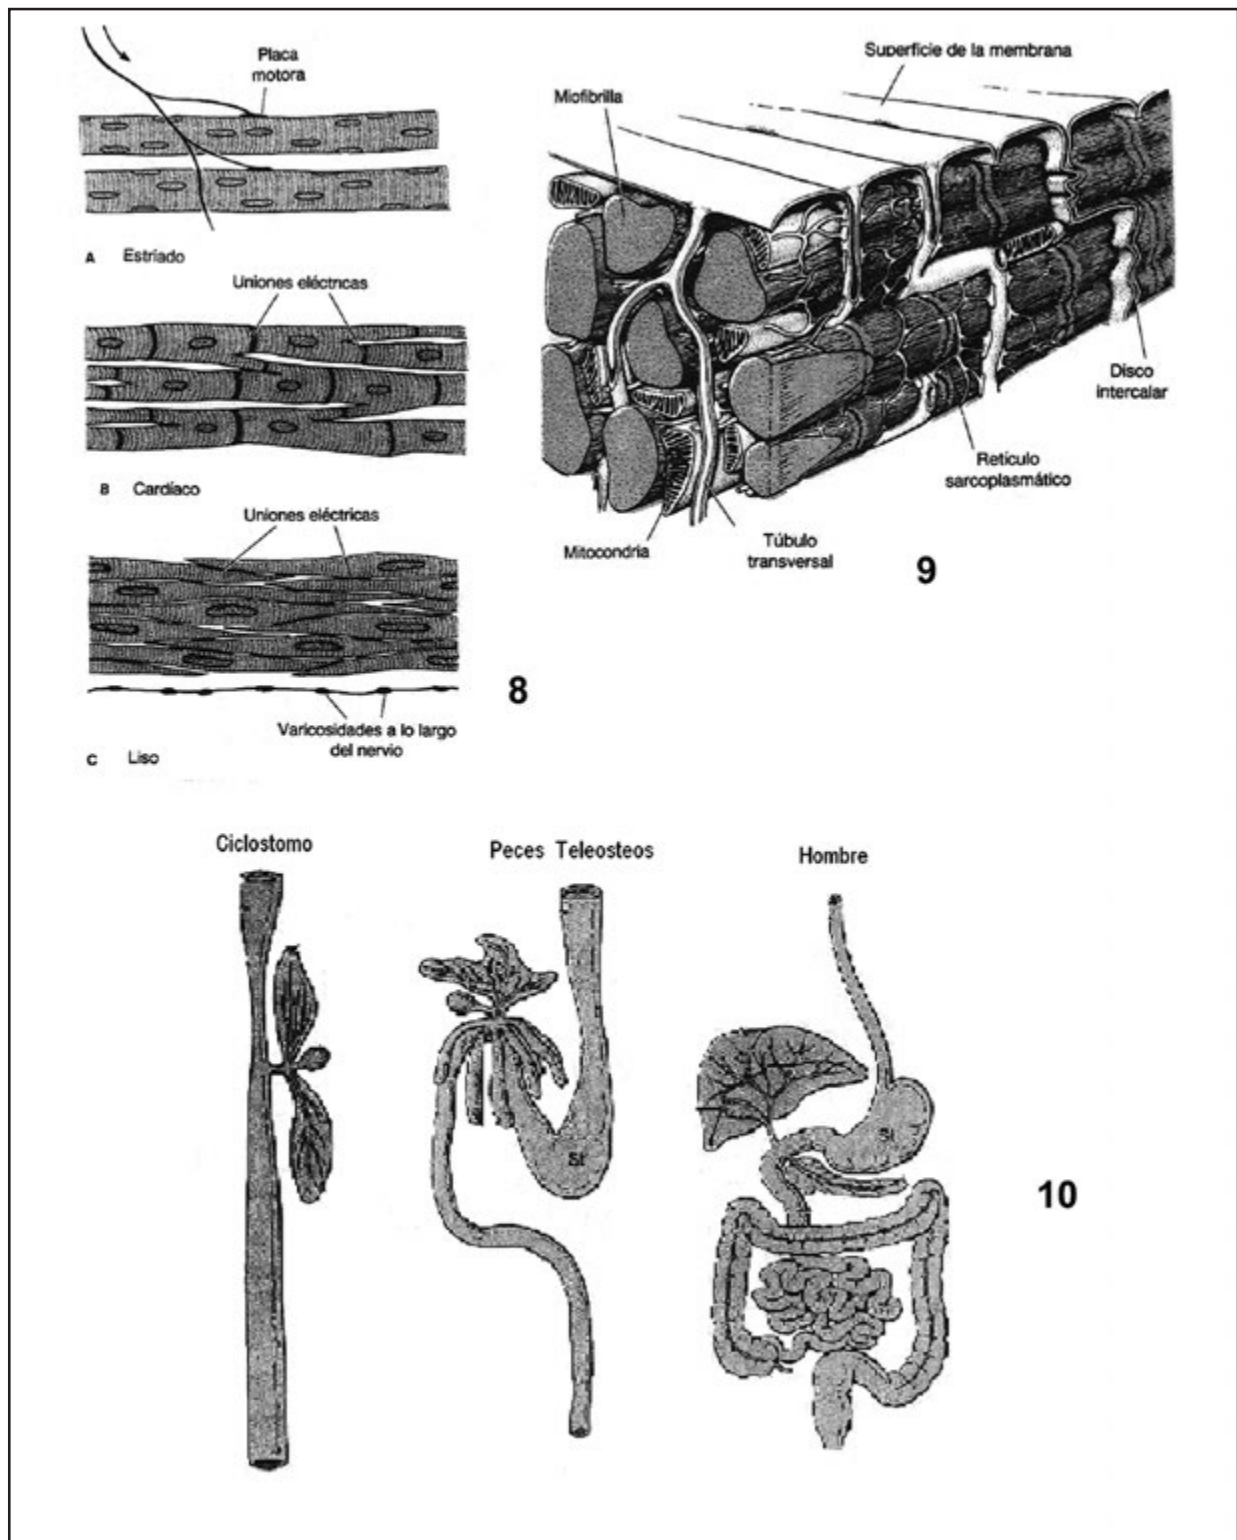 Placa
motora
A Estriado
Uniones eléctricas
B Cardíaco
Uniones eléctricas
Varicosidades a lo largo
del nervio
C Liso
8
Superficie de la membrana
Miofibrilla
Disco
intercalar
Retículo
sarcoplasmático
Túbulo
transversal
Mitocondria
9
Ciclostomo
Peces Teleosteos
Hombre
St
St
10